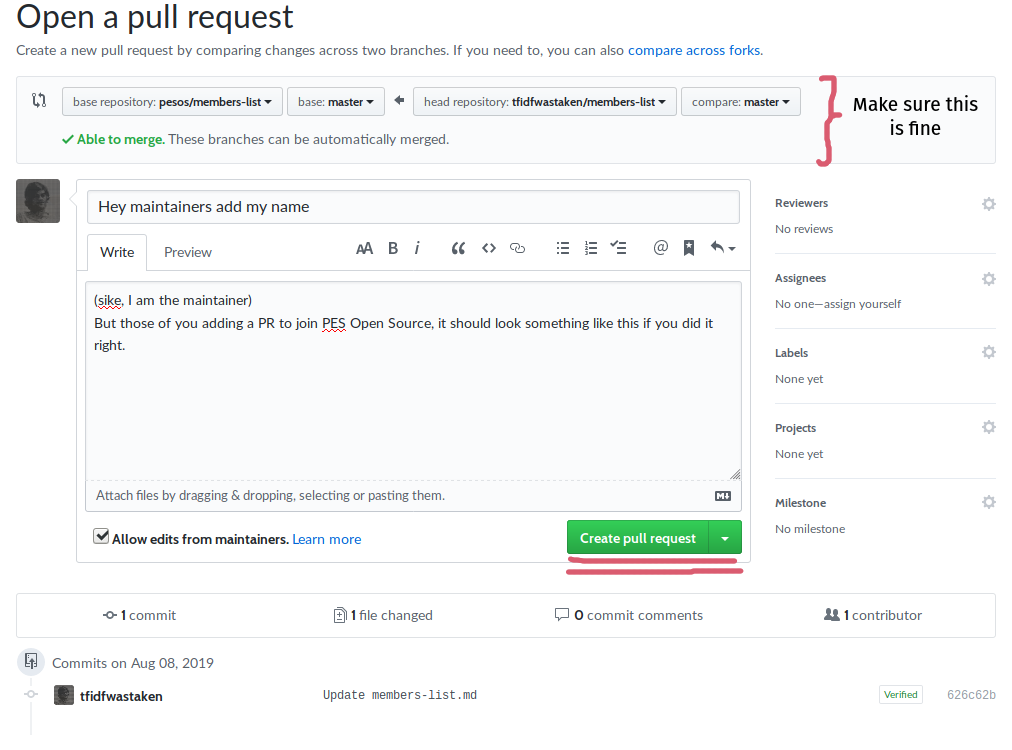 Open a pull request
Create a new pull request by comparing changes across two branches. If you need to, you can also compare across forks.
base repository: pesos/members-list base: master head repository: tfidfwastaken/members-list compare: master
Able to merge. These branches can be automatically merged.
Make sure this
is fine
Hey maintainers add my name
Write Preview AA B i
(sike, I am the maintainer)
But those of you adding a PR to join PES Open Source, it should look something like this if you did it
right.
Attach files by dragging & dropping, selecting or pasting them.
Allow edits from maintainers. Learn more
Create pull request
Reviewers
No reviews
Assignees
No one—assign yourself
Labels
None yet
Projects
None yet
Milestone
No milestone
1 commit 1 file changed 0 commit comments 1 contributor
Commits on Aug 08, 2019
tfidfwastaken Update members-list.md Verified 626c62b